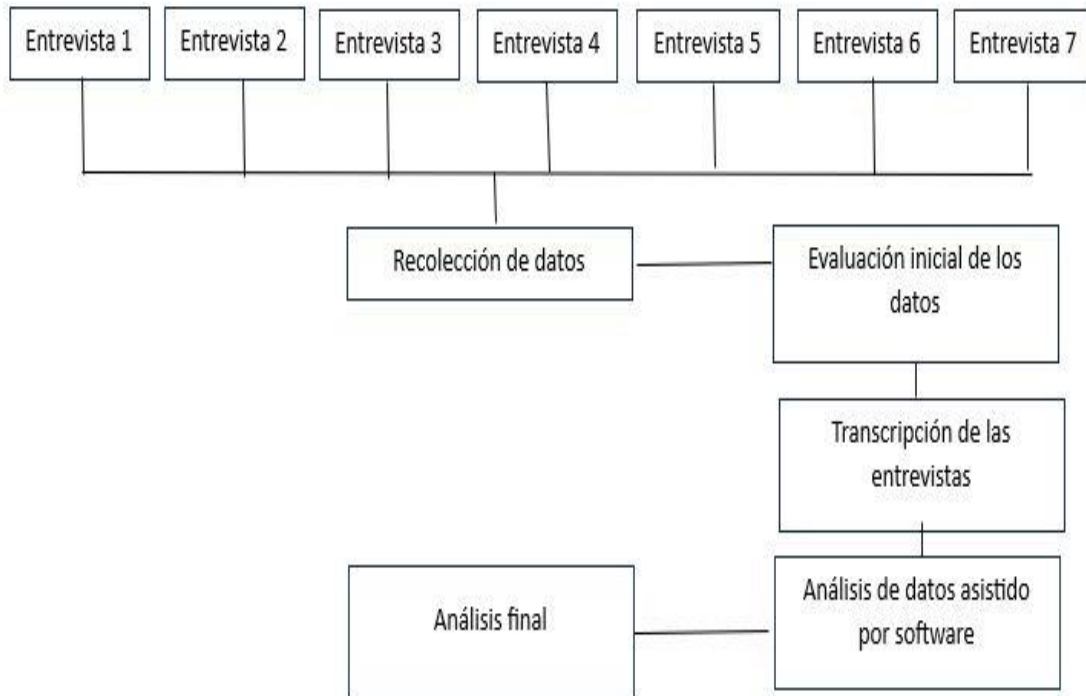 Entrevista 1
Entrevista 2
Entrevista 3
Entrevista 4
Entrevista 5
Entrevista 6
Entrevista 7
Recolección de datos
Evaluación inicial de los
datos
Transcripción de las
entrevistas
Análisis de datos asistido
por software
Análisis final